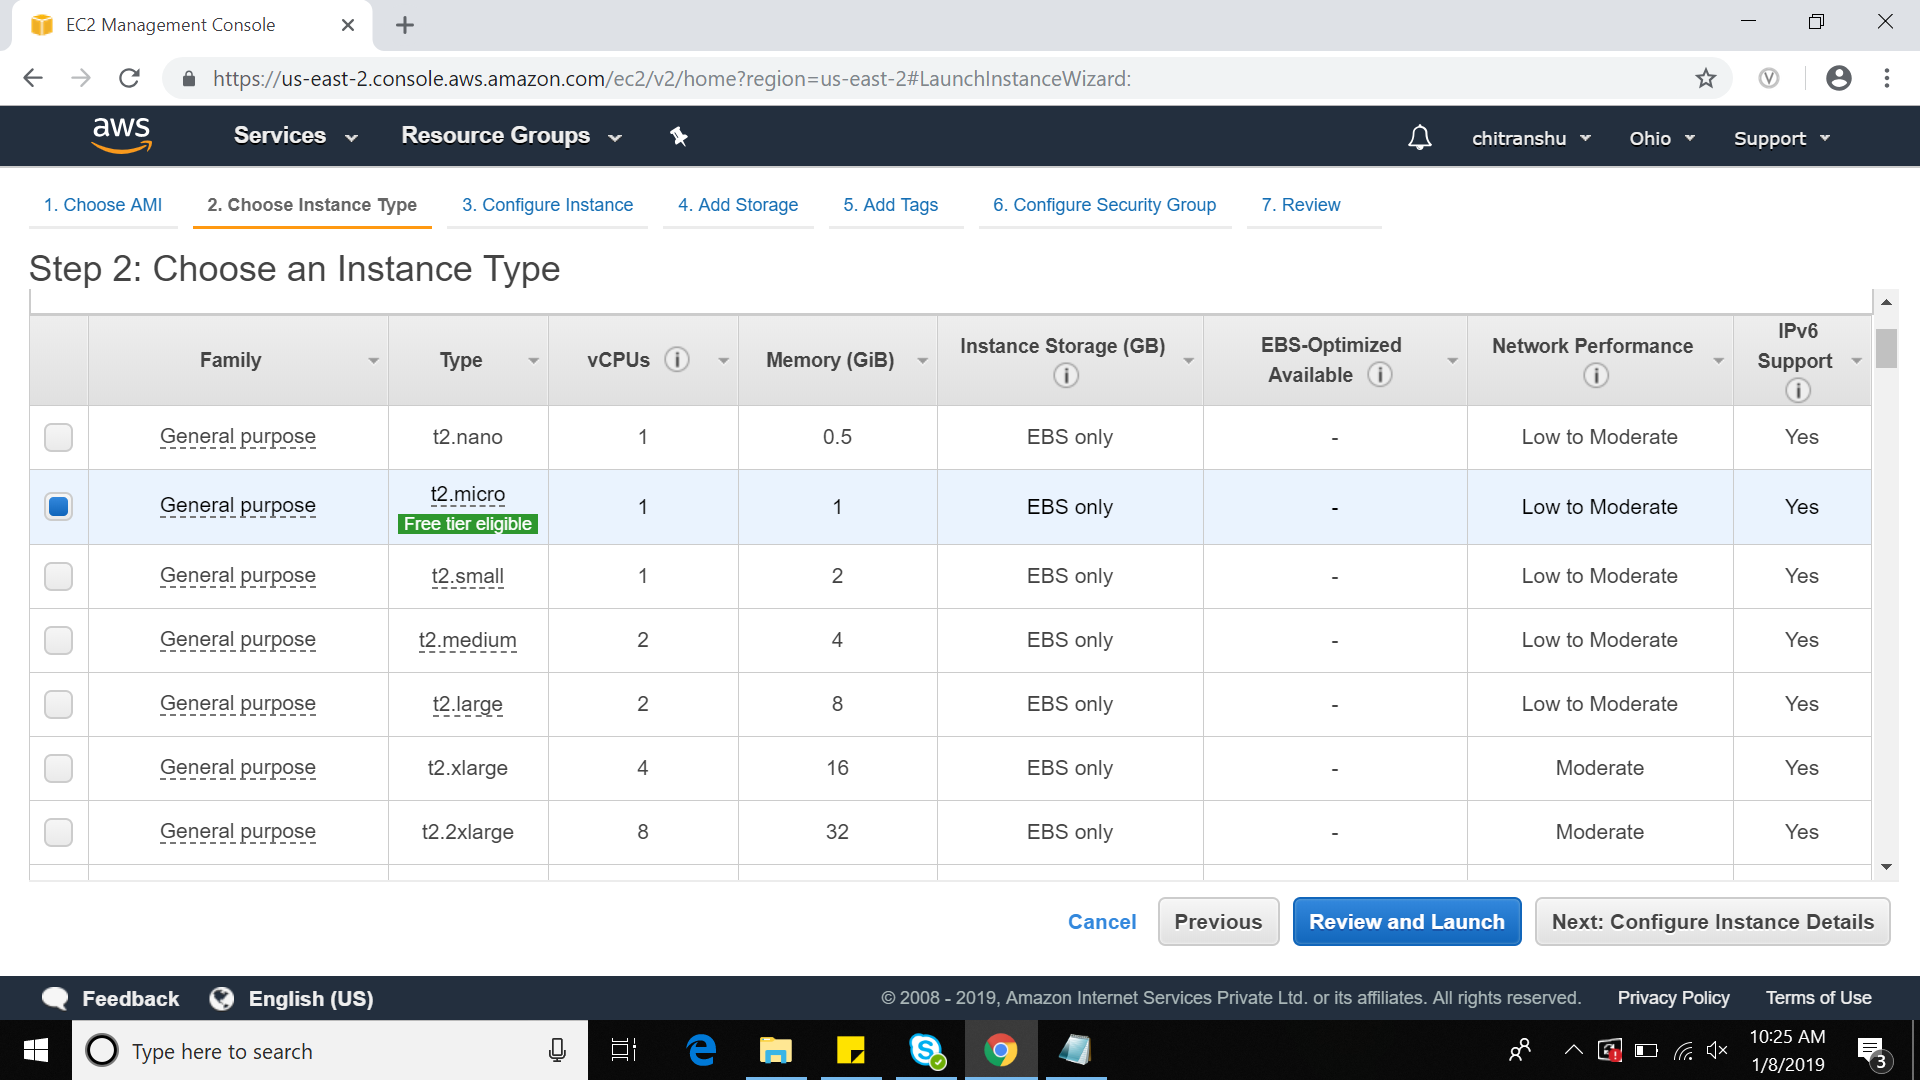 EC2 Management Console
https://us-east-2.console.aws.amazon.com/ec2/v2/home?region=us-east-2#LaunchInstanceWizard:
aws Services Resource Groups chitranshu Ohio Support
1. Choose AMI 2. Choose Instance Type 3. Configure Instance 4. Add Storage 5. Add Tags 6. Configure Security Group 7. Review
Step 2: Choose an Instance Type
Family Type vCPUs Memory (GiB) Instance Storage (GB) EBS-Optimized Available Network Performance IPv6 Support
General purpose t2.nano 1 0.5 EBS only - Low to Moderate Yes
General purpose t2.micro Free tier eligible 1 1 EBS only - Low to Moderate Yes
General purpose t2.small 1 2 EBS only - Low to Moderate Yes
General purpose t2.medium 2 4 EBS only - Low to Moderate Yes
General purpose t2.large 2 8 EBS only - Low to Moderate Yes
General purpose t2.xlarge 4 16 EBS only - Moderate Yes
General purpose t2.2xlarge 8 32 EBS only - Moderate Yes
Cancel Previous Review and Launch Next: Configure Instance Details
Feedback English (US) © 2008 - 2019, Amazon Internet Services Private Ltd. or its affiliates. All rights reserved. Privacy Policy Terms of Use
Type here to search 10:25 AM
1/8/2019 3